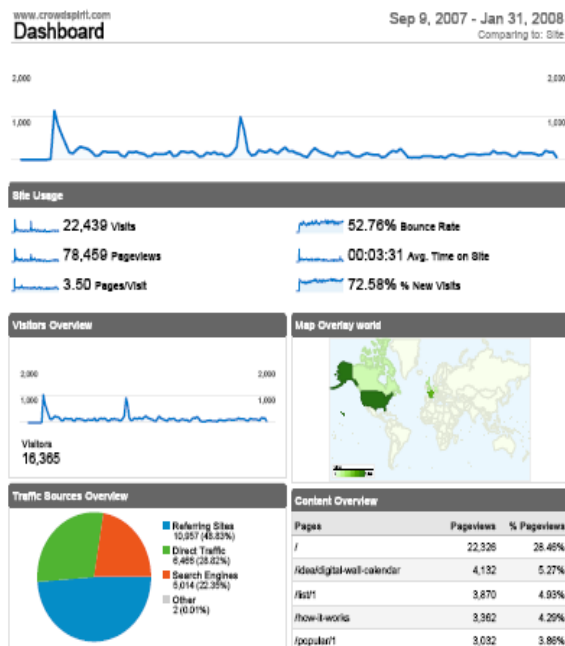 www.crowdspirit.com
Dashboard
Sep 9, 2007 - Jan 31, 2008
Comparing to: Site
2,000 2,000
1,000 1,000
Site Usage
22,439 Visits
52.76% Bounce Rate
78,459 Pageviews
00:03:31 Avg. Time on Site
3.50 Pages/Visit
72.58% % New Visits
Visitors Overview
2,000 2,000
1,000 1,000
Visitors
16,365
Map Overlay world
Traffic Sources Overview
Referring Sites
10,957 (48.83%)
Direct Traffic
6,466 (28.82%)
Search Engines
5,014 (22.35%)
Other
2 (0.01%)
Content Overview
Pages Pageviews % Pageviews
/ 22,326 28.46%
/idea/digital-wall-calendar 4,132 5.27%
/list/1 3,870 4.93%
/how-it-works 3,362 4.29%
/popular/1 3,032 3.86%